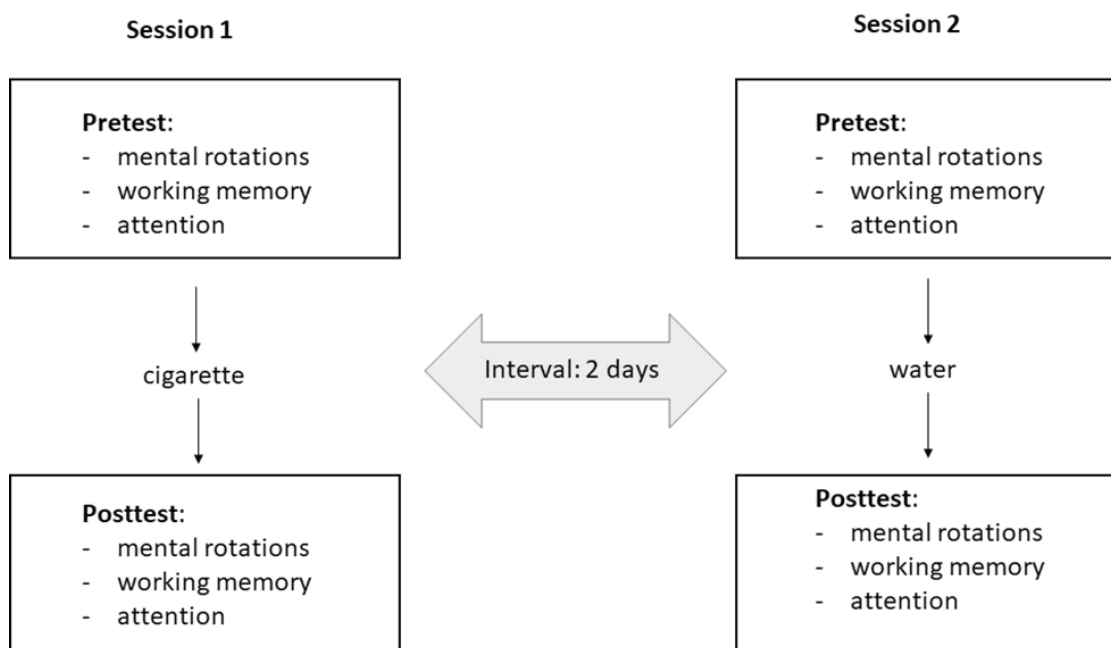 Session 1
Pretest:
- mental rotations
- working memory
- attention
cigarette
Posttest:
- mental rotations
- working memory
- attention
Interval: 2 days
Session 2
Pretest:
- mental rotations
- working memory
- attention
water
Posttest:
- mental rotations
- working memory
- attention